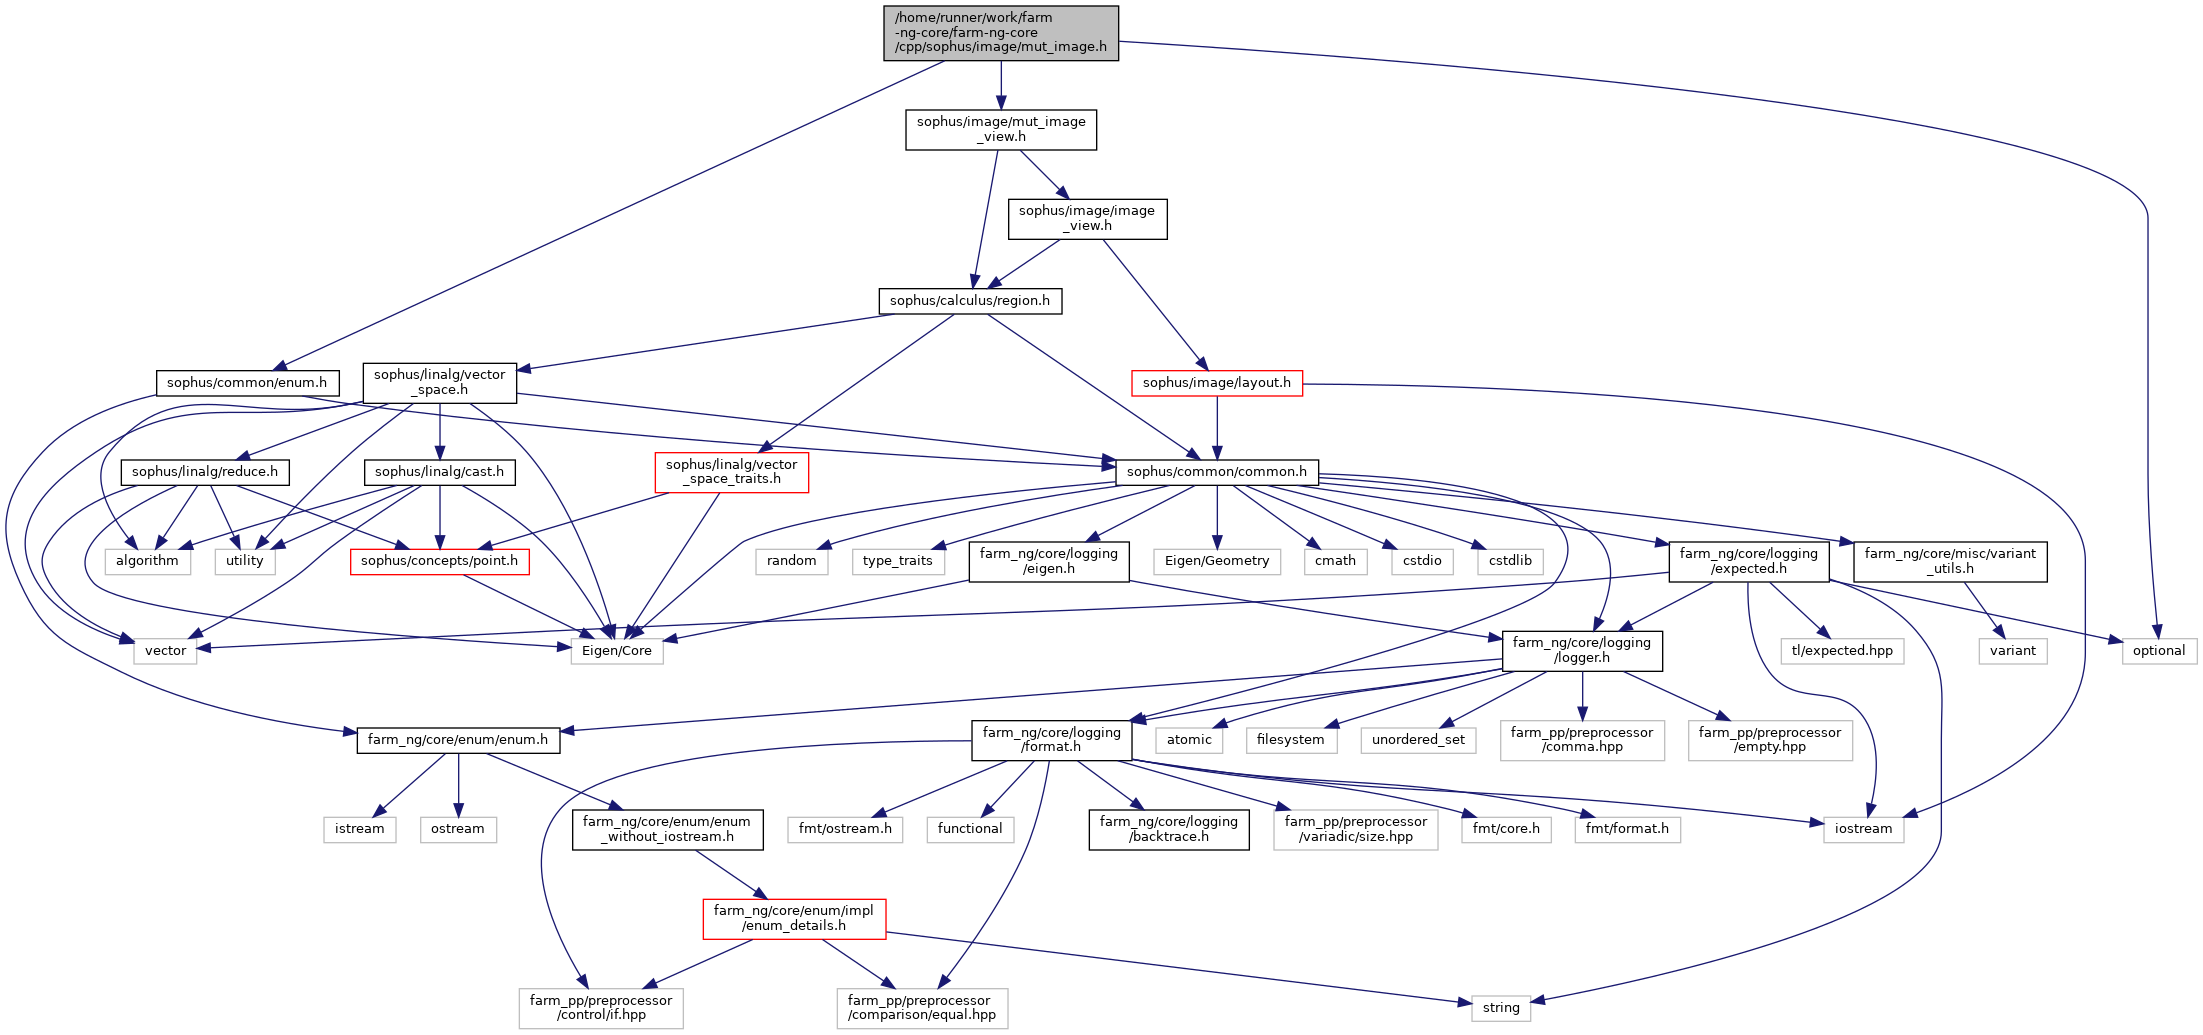 /home/runner/work/farm
-ng-core/farm-ng-core
/cpp/sophus/image/mut_image.h
sophus/image/mut_image
_view.h
sophus/image/image
_view.h
sophus/calculus/region.h
sophus/common/enum.h
sophus/linalg/vector
_space.h
sophus/image/layout.h
sophus/linalg/reduce.h
sophus/linalg/cast.h
sophus/linalg/vector
_space_traits.h
sophus/common/common.h
algorithm
utility
sophus/concepts/point.h
random
type_traits
farm_ng/core/logging
/eigen.h
Eigen/Geometry
cmath
cstdio
cstdlib
farm_ng/core/logging
/expected.h
farm_ng/core/misc/variant
_utils.h
vector
Eigen/Core
farm_ng/core/logging
/logger.h
tl/expected.hpp
variant
optional
farm_ng/core/enum/enum.h
farm_ng/core/logging
/format.h
atomic
filesystem
unordered_set
farm_pp/preprocessor
/comma.hpp
farm_pp/preprocessor
/empty.hpp
istream
ostream
farm_ng/core/enum/enum
_without_iostream.h
fmt/ostream.h
functional
farm_ng/core/logging
/backtrace.h
farm_pp/preprocessor
/variadic/size.hpp
fmt/core.h
fmt/format.h
iostream
farm_ng/core/enum/impl
/enum_details.h
farm_pp/preprocessor
/control/if.hpp
farm_pp/preprocessor
/comparison/equal.hpp
string